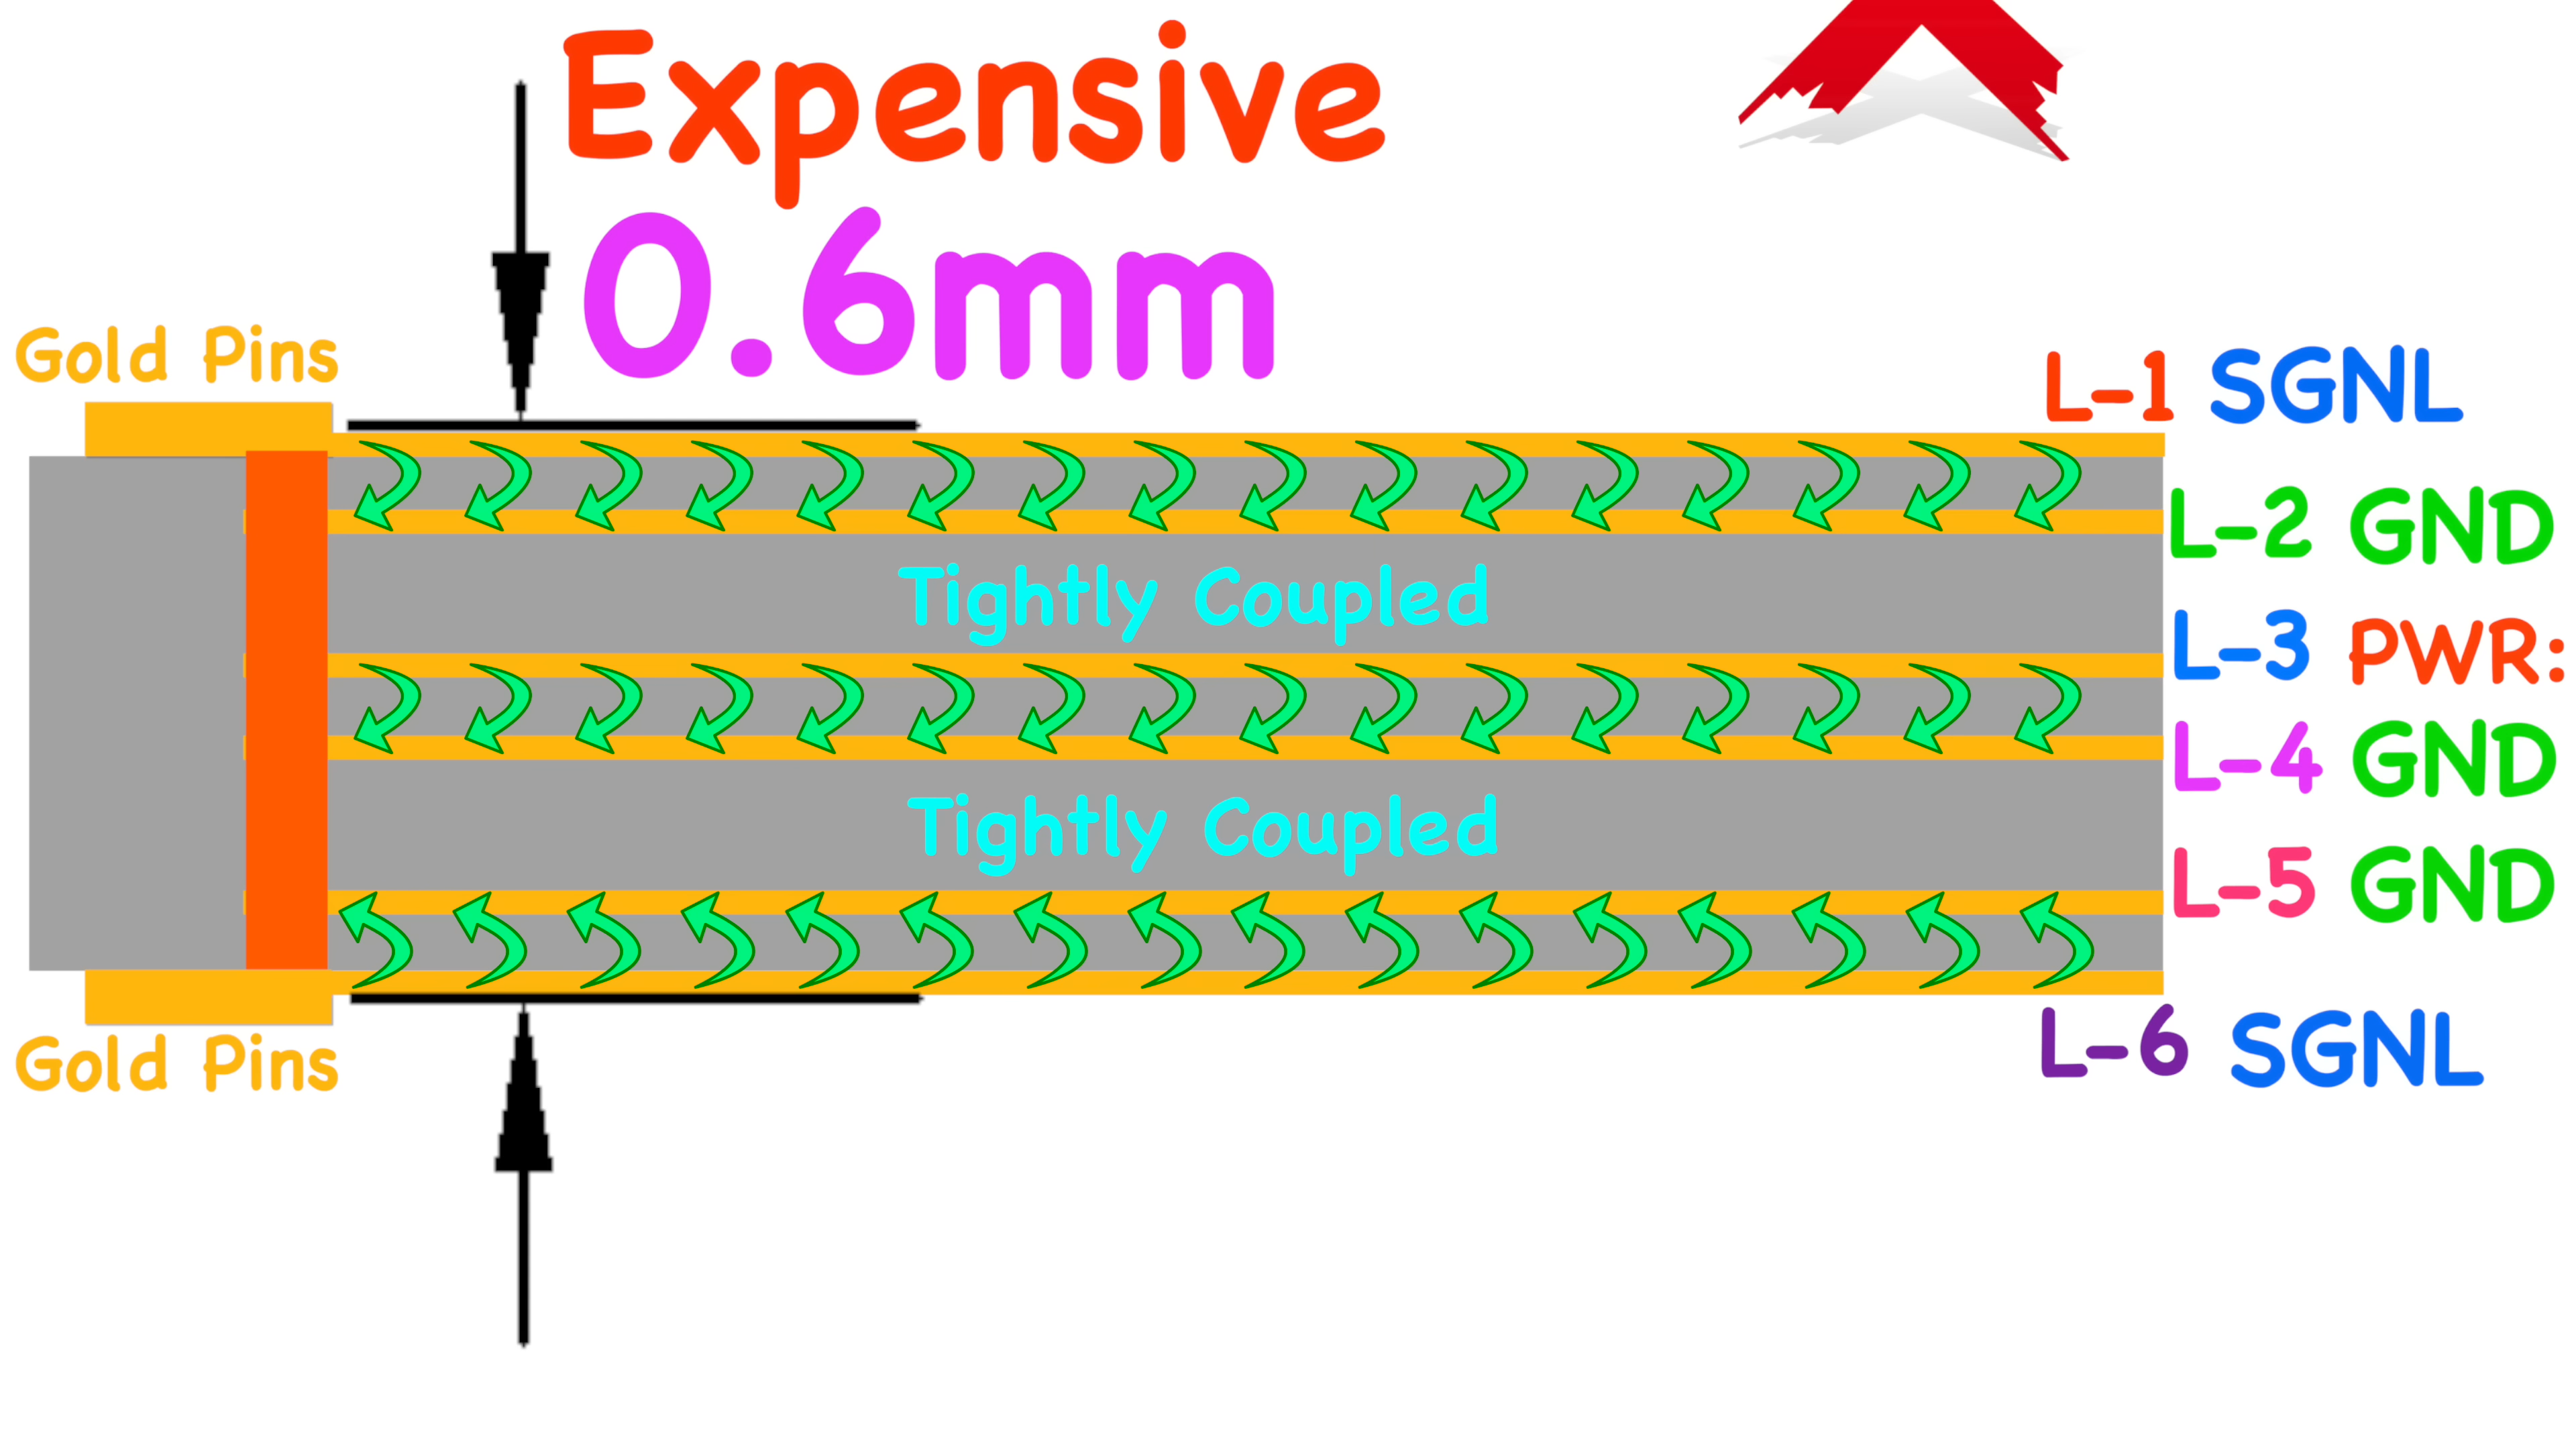 Expensive
0.6mm
Gold Pins
L-1 SGNL
L-2 GND
Tightly Coupled
L-3 PWR:
L-4 GND
Tightly Coupled
L-5 GND
L-6 SGNL
Gold Pins